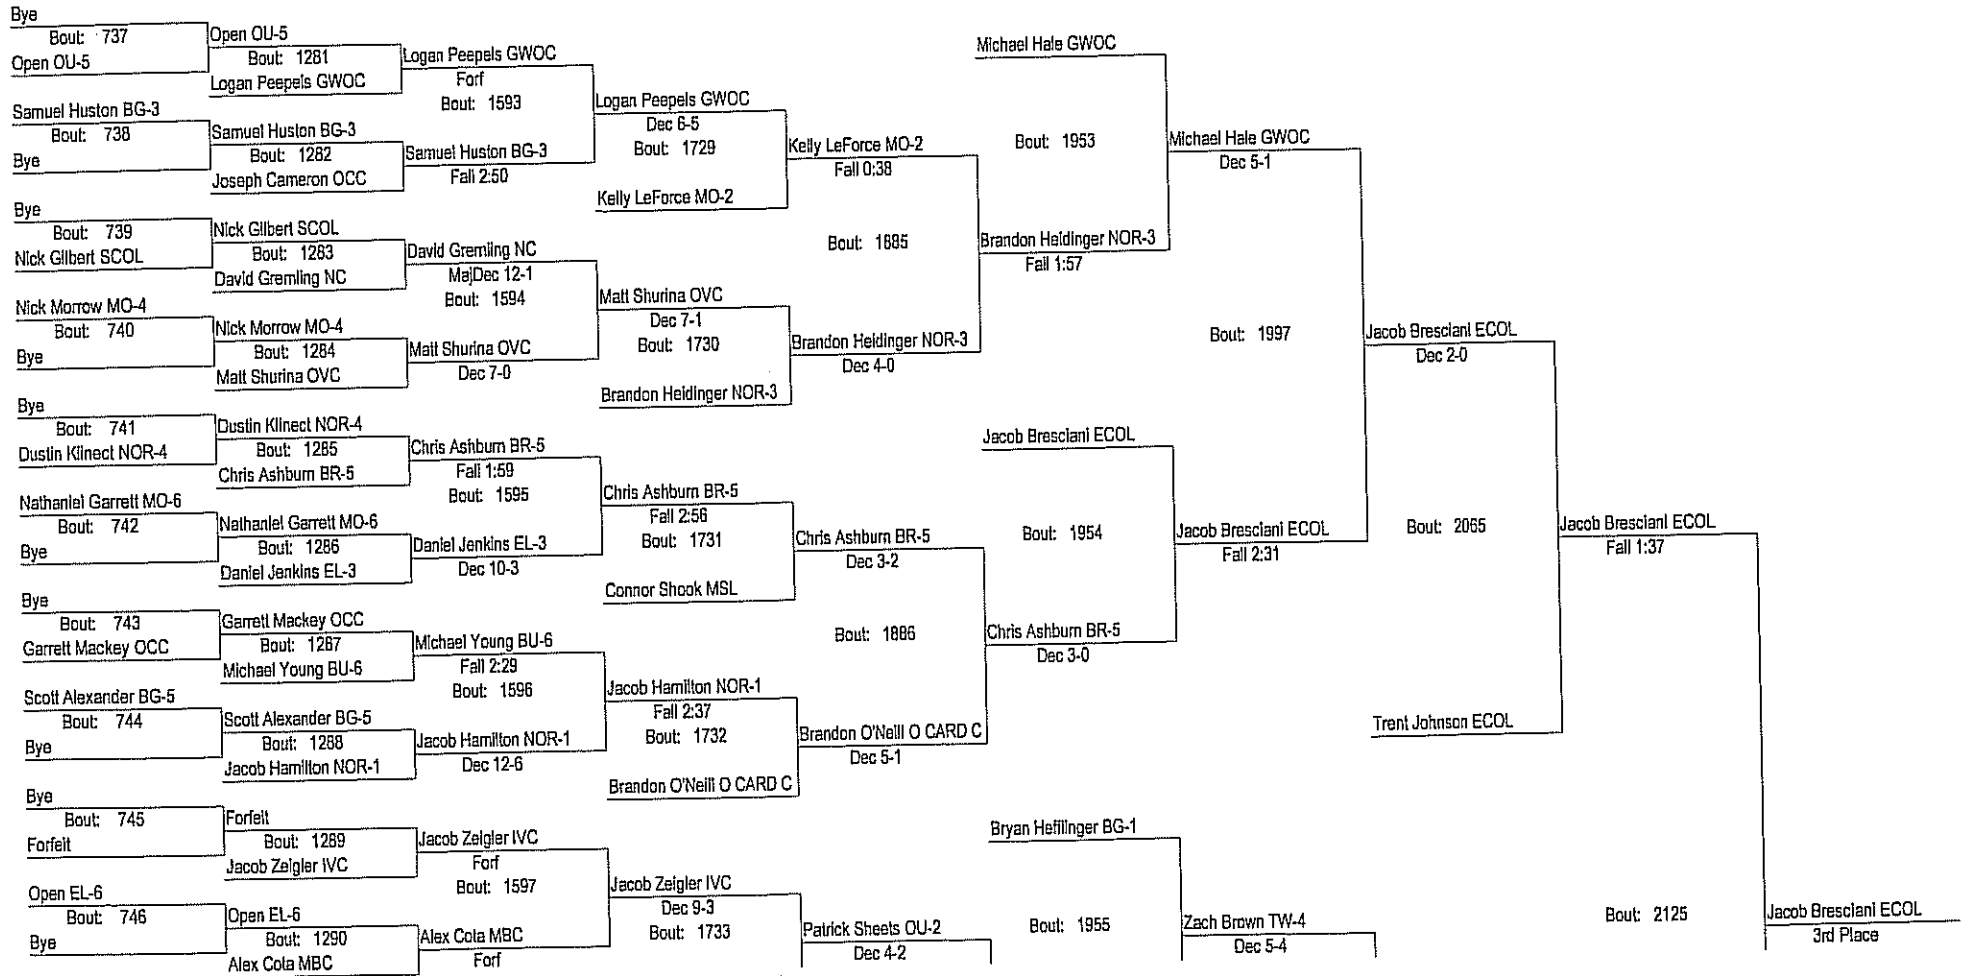 Bye
Bout: 737
Open OU-5
Samuel Huston BG-3
Bout: 738
Bye
Bye
Bout: 739
Nick Gilbert SCOL
Nick Morrow MO-4
Bout: 740
Bye
Bye
Bout: 741
Dustin Klinect NOR-4
Nathaniel Garrett MO-6
Bout: 742
Bye
Bye
Bout: 743
Garrett Mackey OCC
Scott Alexander BG-5
Bout: 744
Bye
Bye
Bout: 745
Forfeit
Open EL-6
Bout: 746
Bye
Open OU-5
Bout: 1281
Logan Peepels GWOC
Samuel Huston BG-3
Bout: 1282
Joseph Cameron OCC
Nick Gilbert SCOL
Bout: 1283
David Gremling NC
Nick Morrow MO-4
Bout: 1284
Matt Shurina OVC
Dustin Klinect NOR-4
Bout: 1285
Chris Ashburn BR-5
Nathaniel Garrett MO-6
Bout: 1286
Daniel Jenkins EL-3
Garrett Mackey OCC
Bout: 1287
Michael Young BU-6
Scott Alexander BG-5
Bout: 1288
Jacob Hamilton NOR-1
Forfeit
Bout: 1289
Jacob Zeigler IVC
Open EL-6
Bout: 1290
Alex Cota MBC
Logan Peepels GWOC
Forf
Bout: 1593
Samuel Huston BG-3
Fall 2:50
David Gremling NC
MajDec 12-1
Bout: 1594
Matt Shurina OVC
Dec 7-0
Chris Ashburn BR-5
Fall 1:59
Bout: 1595
Daniel Jenkins EL-3
Dec 10-3
Michael Young BU-6
Fall 2:29
Bout: 1596
Jacob Hamilton NOR-1
Dec 12-6
Jacob Zeigler IVC
Forf
Bout: 1597
Alex Cota MBC
Forf
Logan Peepels GWOC
Dec 6-5
Bout: 1729
Kelly LeForce MO-2
Matt Shurina OVC
Dec 7-1
Bout: 1730
Brandon Heidinger NOR-3
Chris Ashburn BR-5
Fall 2:56
Bout: 1731
Connor Shook MSL
Jacob Hamilton NOR-1
Fall 2:37
Bout: 1732
Brandon O'Neill O CARD C
Jacob Zeigler IVC
Dec 9-3
Bout: 1733
Kelly LeForce MO-2
Fall 0:38
Bout: 1885
Brandon Heidinger NOR-3
Dec 4-0
Chris Ashburn BR-5
Dec 3-2
Bout: 1886
Brandon O'Neill O CARD C
Dec 5-1
Patrick Sheets OU-2
Dec 4-2
Michael Hale GWOC
Bout: 1953
Brandon Heidinger NOR-3
Fall 1:57
Jacob Bresciani ECOL
Bout: 1954
Chris Ashburn BR-5
Dec 3-0
Bryan Heffinger BG-1
Bout: 1955
Michael Hale GWOC
Dec 5-1
Bout: 1997
Jacob Bresciani ECOL
Fall 2:31
Zach Brown TW-4
Dec 5-4
Jacob Bresciani ECOL
Dec 2-0
Bout: 2065
Trent Johnson ECOL
Jacob Bresciani ECOL
Fall 1:37
Bout: 2125
Jacob Bresciani ECOL
3rd Place